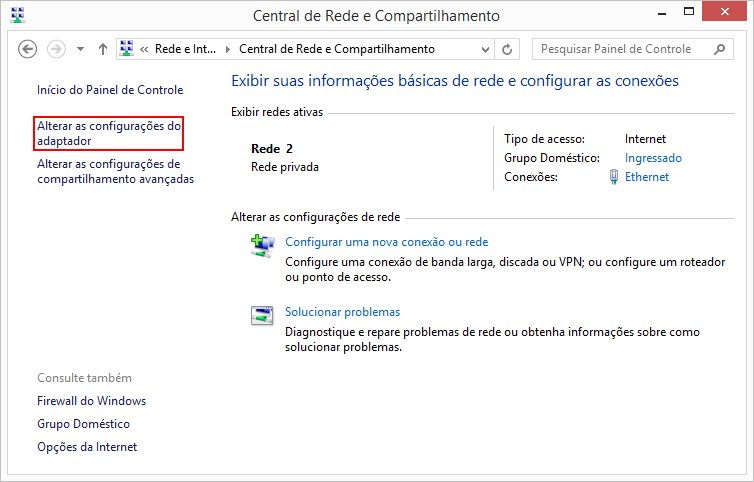 Central de Rede e Compartilhamento
« Rede e Int... Central de Rede e Compartilhamento
Pesquisar Painel de Controle
Início do Painel de Controle
Alterar as configurações do
adaptador
Alterar as configurações de
compartilhamento avançadas
Exibir suas informações básicas de rede e configurar as conexões
Exibir redes ativas
Rede 2
Rede privada
Tipo de acesso: Internet
Grupo Doméstico: Ingressado
Conexões: Ethernet
Alterar as configurações de rede
Configurar uma nova conexão ou rede
Configure uma conexão de banda larga, discada ou VPN; ou configure um roteador
ou ponto de acesso.
Solucionar problemas
Diagnostique e repare problemas de rede ou obtenha informações sobre como
solucionar problemas.
Consulte também
Firewall do Windows
Grupo Doméstico
Opções da Internet